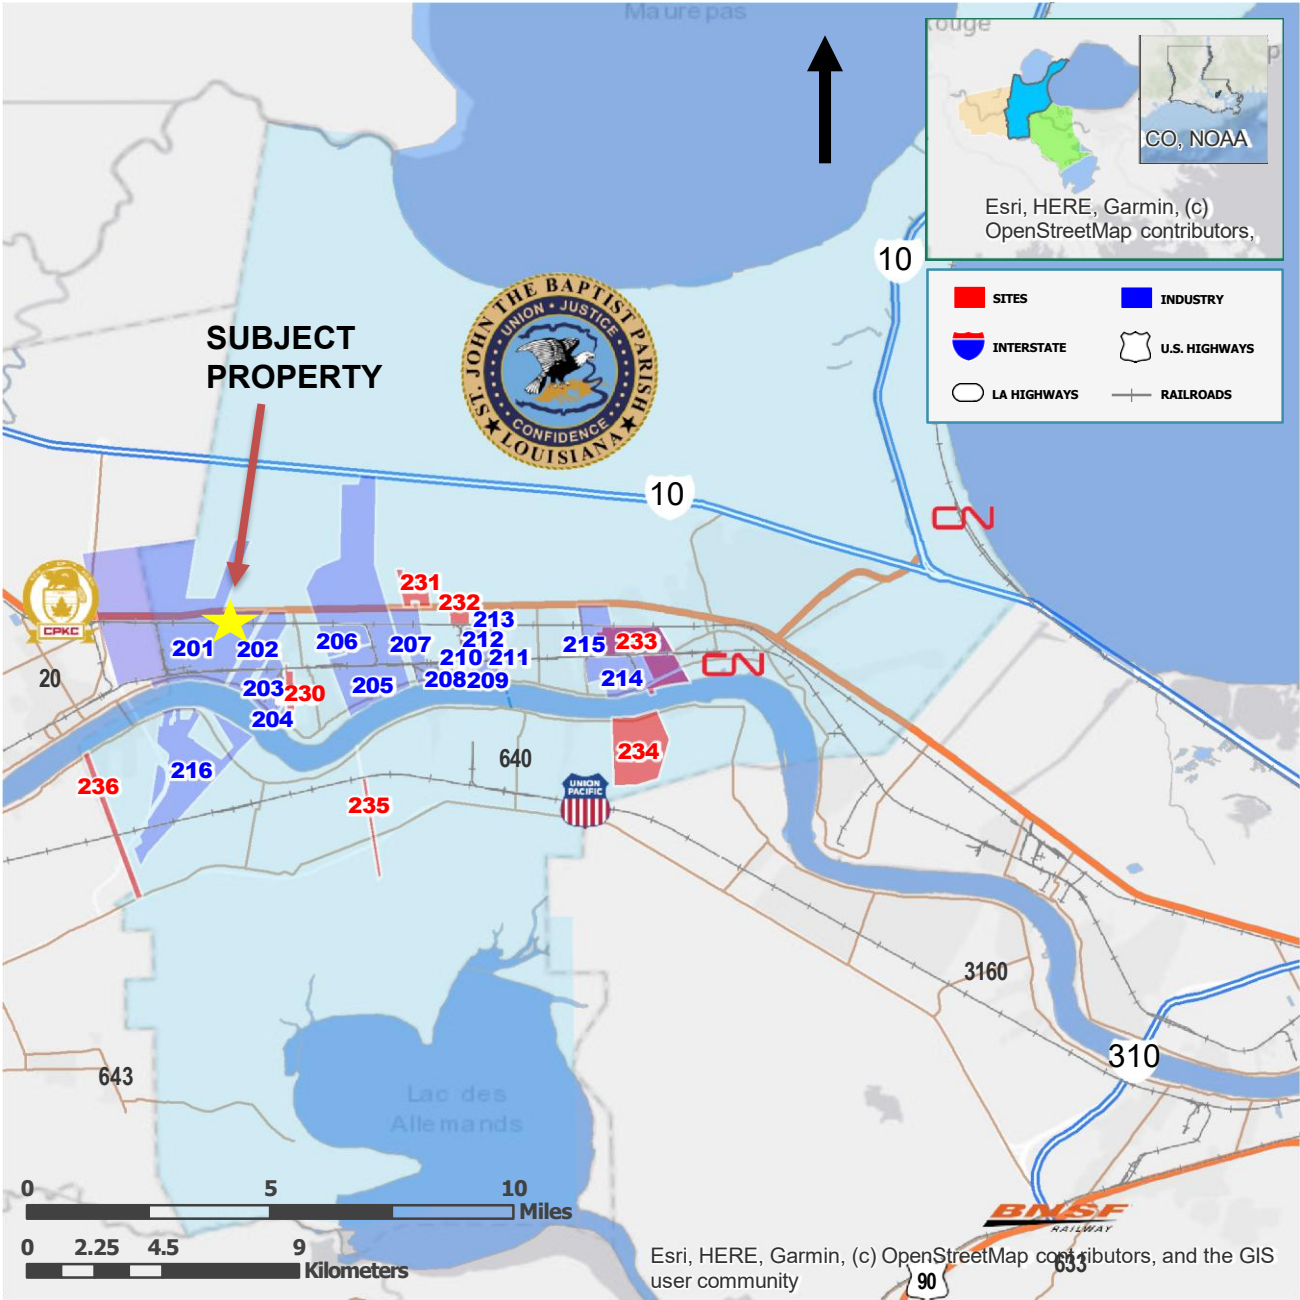 Maurepas
ouge
CO, NOAA
Esri, HERE, Garmin, (c)
OpenStreetMap contributors,
10
SITES
INDUSTRY
INTERSTATE
U.S. HIGHWAYS
LA HIGHWAYS
RAILROADS
ST. JOHN THE BAPTIST PARISH
UNION • JUSTICE
CONFIDENCE
★ LOUISIANA ★
SUBJECT
PROPERTY
10
CN
CPKC
231
232
213
201
202
206
207
212
215
233
210
211
CN
20
203
230
205
208
209
214
204
216
640
234
236
UNION
PACIFIC
235
3160
310
643
Lac des
Allemands
0 5 10
Miles
0 2.25 4.5 9
Kilometers
BNSF
RAILWAY
Esri, HERE, Garmin, (c) OpenStreetMap contributors, and the GIS
user community
633
90